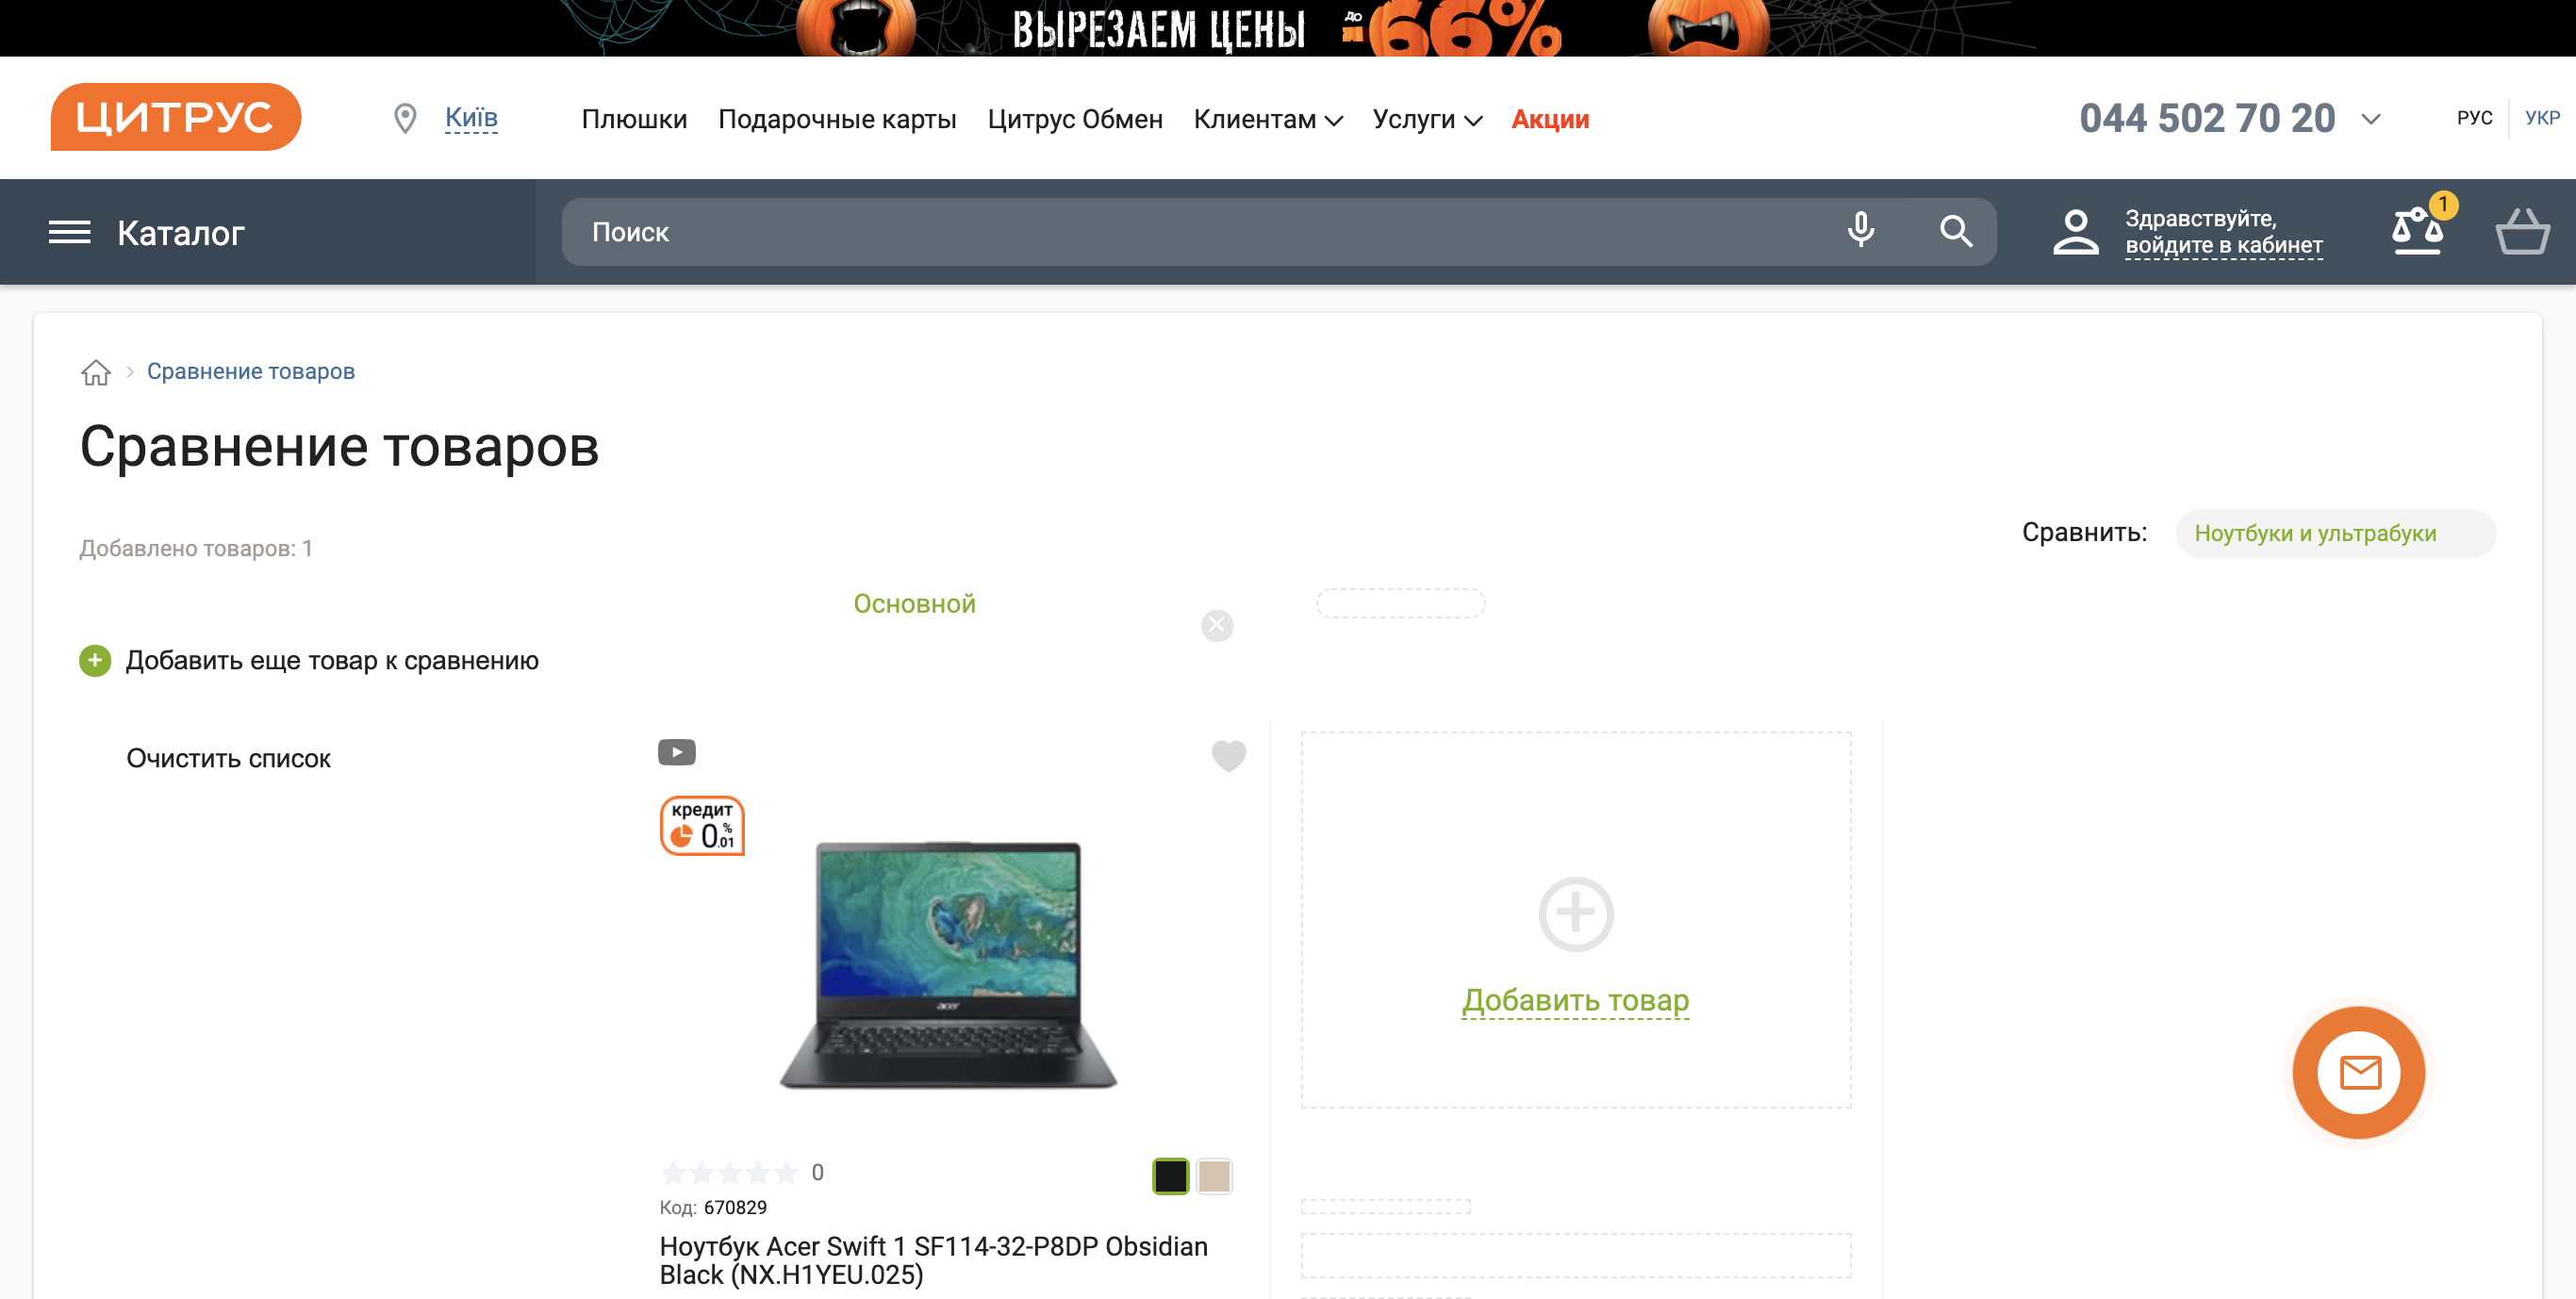 ВЫРЕЗАЕМ ЦЕНЫ ДО 66%
ЦИТРУС
Київ
Плюшки
Подарочные карты
Цитрус Обмен
Клиентам
Услуги
Акции
044 502 70 20
РУС
УКР
Каталог
Поиск
Здравствуйте,
войдите в кабинет
1
Сравнение товаров
Сравнение товаров
Добавлено товаров: 1
Сравнить:
Ноутбуки и ультрабуки
Основной
Добавить еще товар к сравнению
Очистить список
кредит
0.01 %
acer
Добавить товар
0
Код: 670829
Ноутбук Acer Swift 1 SF114-32-P8DP Obsidian
Black (NX.H1YEU.025)